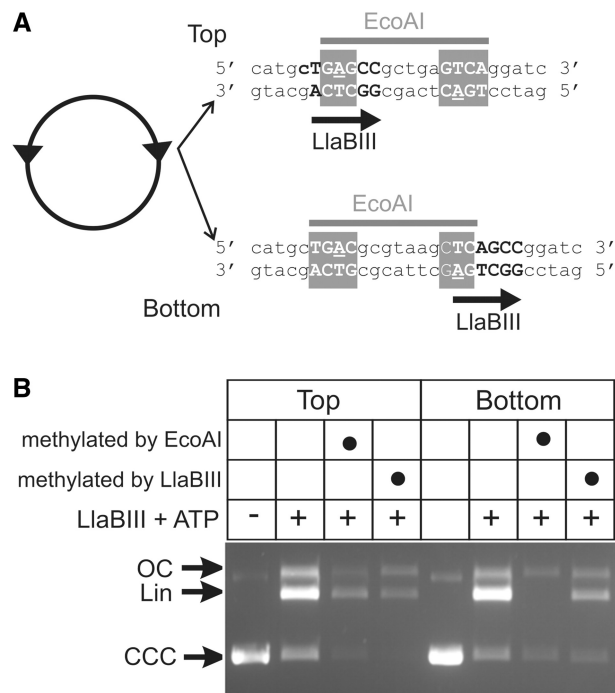 A
EcoAI
Top
5' catgcTGAGCCgctgaGTCAggatc 3'
3' gtacgACTCGGcgactCAGTcctag 5'
LlaBIII
EcoAI
5' catgcTGACgcgtaagCTCAGCCggatc 3'
3' gtacgACTGcgcattcGAGTCGGcctag 5'
Bottom
LlaBIII
B
Top Bottom
methylated by EcoAI ● ●
methylated by LlaBIII ● ●
LlaBIII + ATP - + + + + + +
OC
Lin
CCC